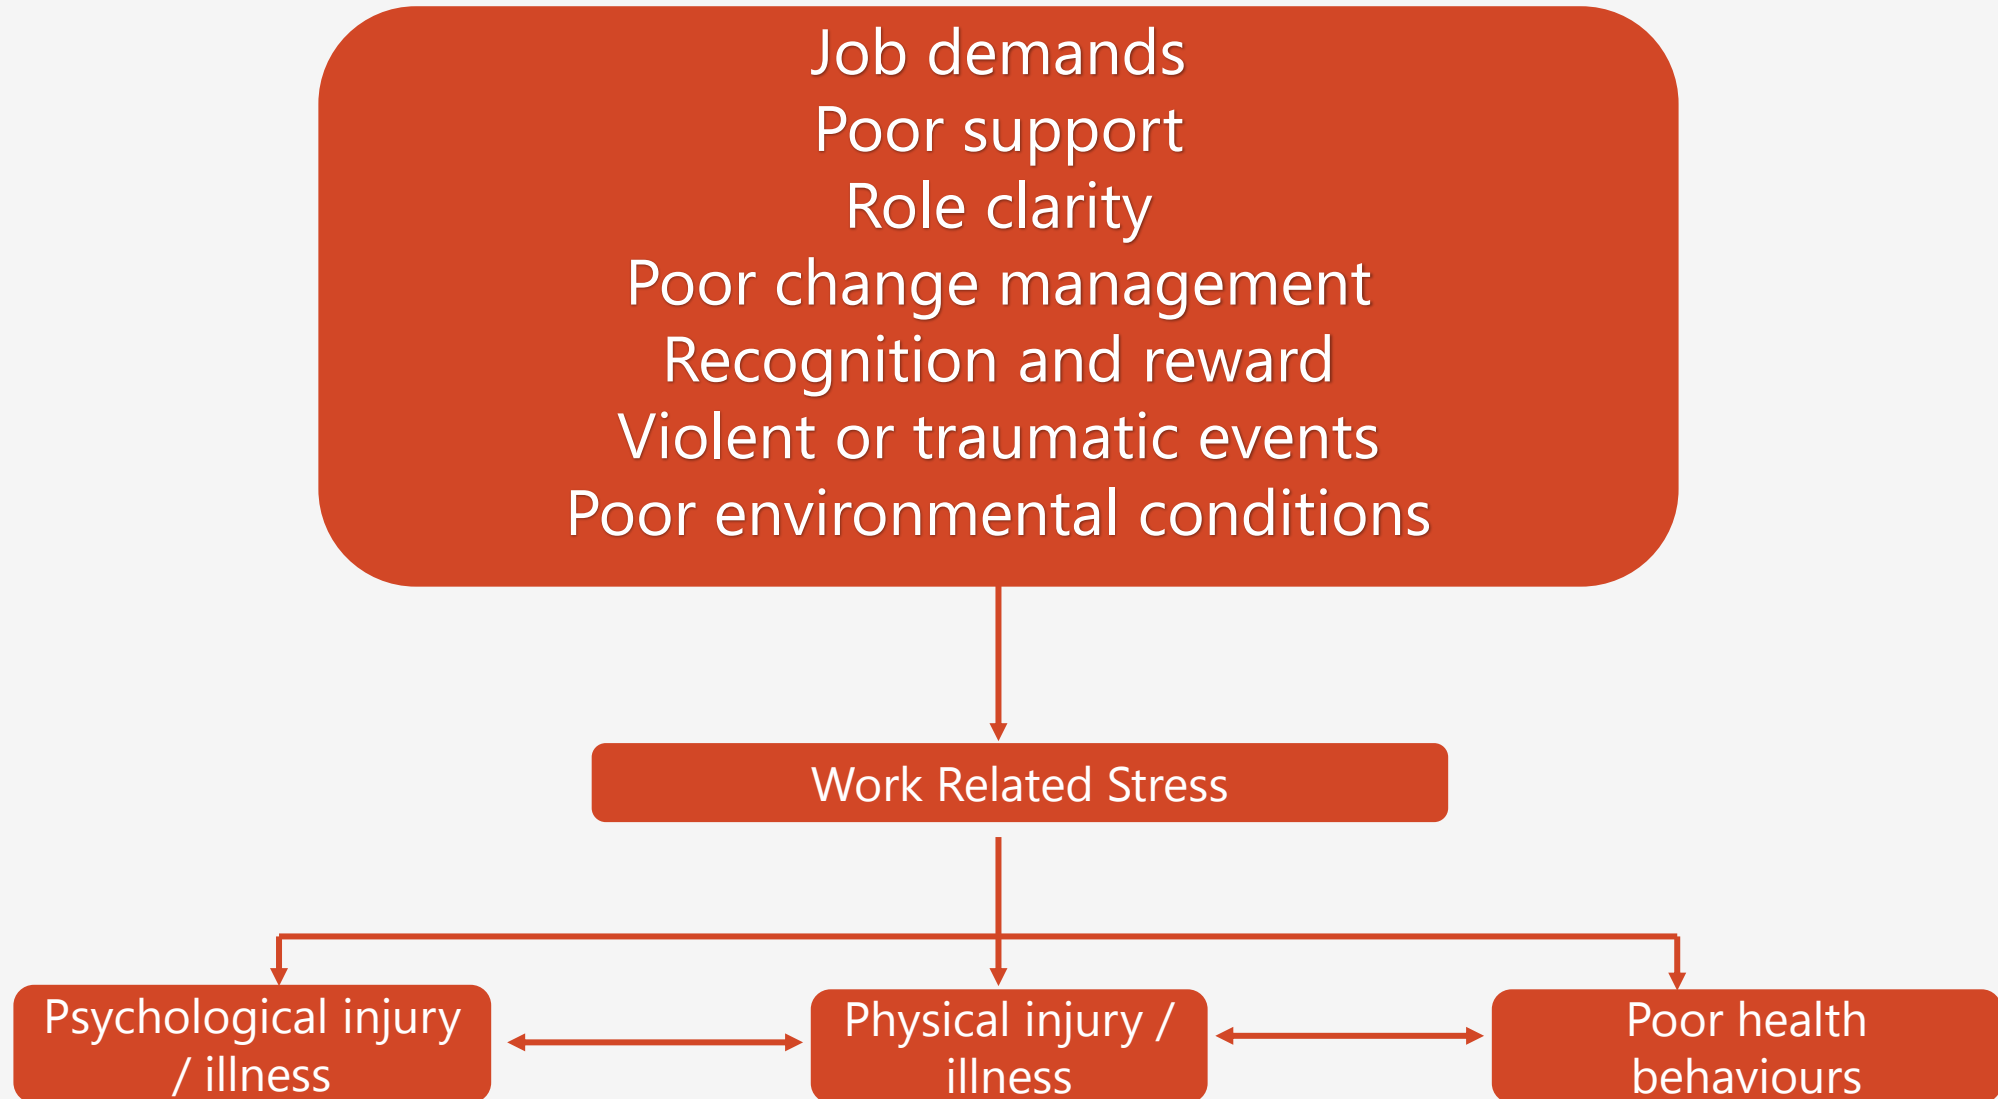 Job demands
Poor support
Role clarity
Poor change management
Recognition and reward
Violent or traumatic events
Poor environmental conditions
Work Related Stress
Psychological injury
/ illness
Physical injury /
illness
Poor health
behaviours